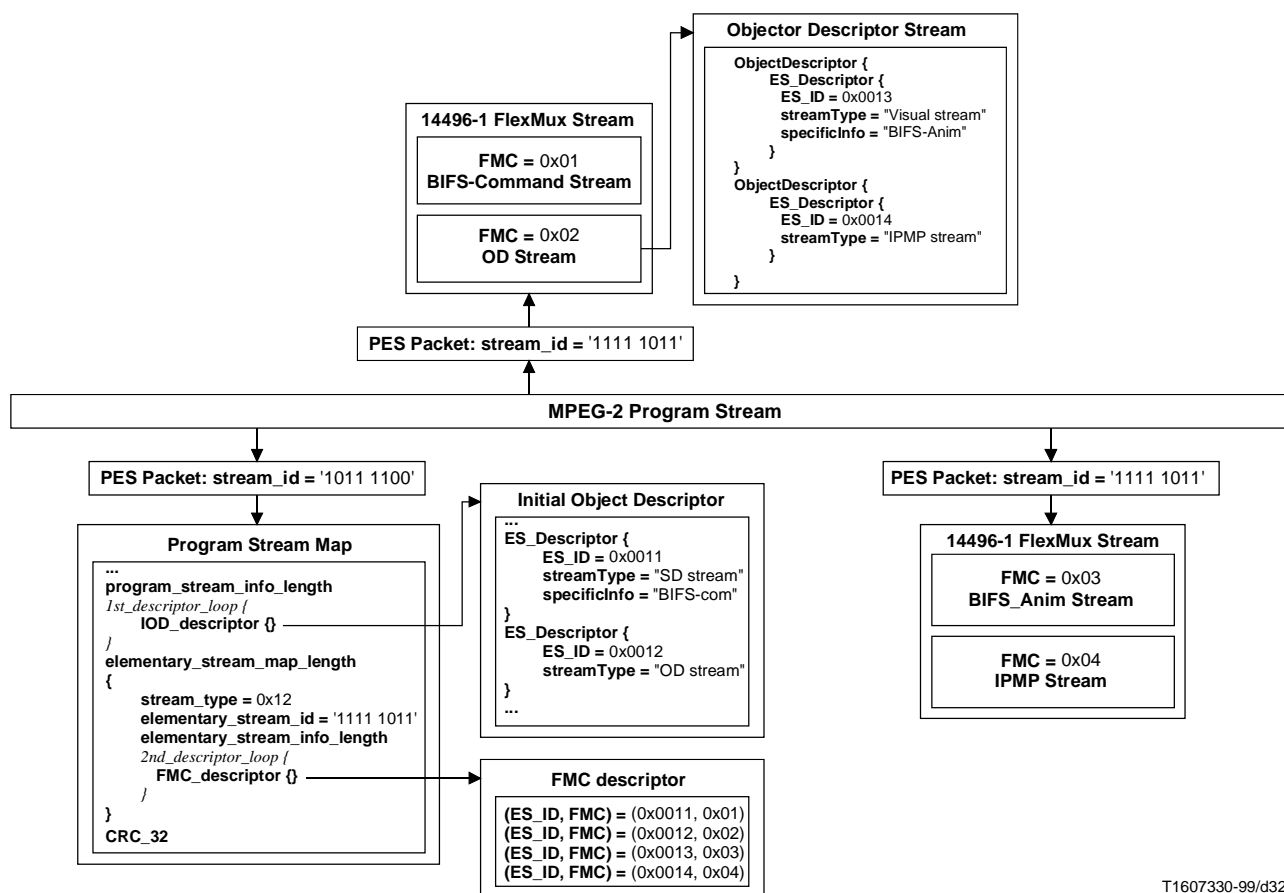 Objector Descriptor Stream
ObjectDescriptor {
ES_Descriptor {
ES_ID = 0x0013
streamType = "Visual stream"
specificInfo = "BIFS-Anim"
}
}
ObjectDescriptor {
ES_Descriptor {
ES_ID = 0x0014
streamType = "IPMP stream"
}
}
14496-1 FlexMux Stream
FMC = 0x01
BIFS-Command Stream
FMC = 0x02
OD Stream
PES Packet: stream_id = '1111 1011'
MPEG-2 Program Stream
PES Packet: stream_id = '1011 1100'
Program Stream Map
...
program_stream_info_length
1st_descriptor_loop {
IOD_descriptor {}
}
elementary_stream_map_length
{
stream_type = 0x12
elementary_stream_id = '1111 1011'
elementary_stream_info_length
2nd_descriptor_loop {
FMC_descriptor {}
}
}
CRC_32
Initial Object Descriptor
...
ES_Descriptor {
ES_ID = 0x0011
streamType = "SD stream"
specificInfo = "BIFS-com"
}
ES_Descriptor {
ES_ID = 0x0012
streamType = "OD stream"
}
...
FMC descriptor
(ES_ID, FMC) = (0x0011, 0x01)
(ES_ID, FMC) = (0x0012, 0x02)
(ES_ID, FMC) = (0x0013, 0x03)
(ES_ID, FMC) = (0x0014, 0x04)
PES Packet: stream_id = '1111 1011'
14496-1 FlexMux Stream
FMC = 0x03
BIFS_Anim Stream
FMC = 0x04
IPMP Stream
T1607330-99/d32